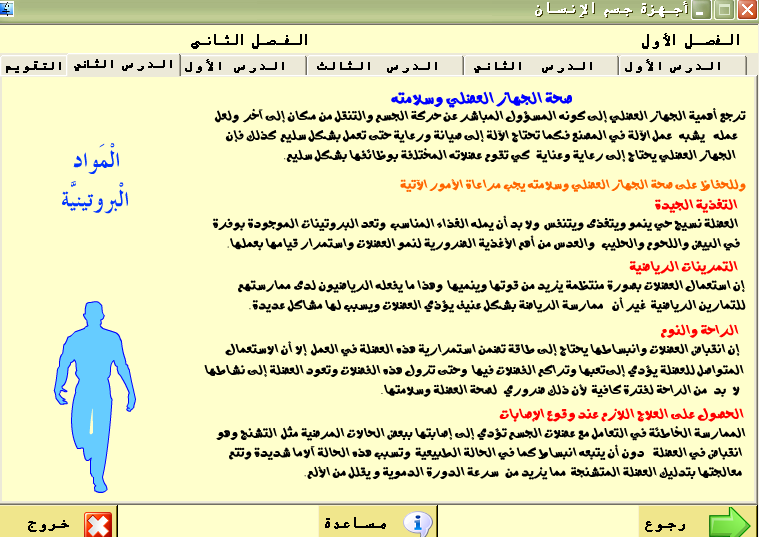 أجهزة جسم الإنسان
الفصل الأول
الفصل الثاني
الدرس الأول
الدرس الثاني
الدرس الثالث
الدرس الأول
الدرس الثاني
التقويم
صحة الجهاز العضلي وسلامته
ترجع أهمية الجهاز العضلي إلى كونه المسؤول المباشر عن حركة الجسم والتنقل من مكان إلى آخر ولعل
عمله يشبه عمل الآلة في المصنع فكما تحتاج الآلة إلى صيانة ورعاية حتى تعمل بشكل سليم كذلك فإن
الجهاز العضلي يحتاج إلى رعاية وعناية كي تقوم عضلاته المختلفة بوظائفها بشكل سليم.
وللحفاظ على صحة الجهاز العضلي وسلامته يجب مراعاة الأمور الآتية
التغذية الجيدة
العضلة نسيج حي ينمو ويتغذى ويتنفس ولا بد أن يصله الغذاء المناسب وتعد البروتينات الموجودة بوفرة
في البيض واللحوم والحليب والعدس من أهم الأغذية الضرورية لنمو العضلات واستمرار قيامها بعملها.
التمرينات الرياضية
إن استعمال العضلات بصورة منتظمة يزيد من قوتها وينميها وهذا ما يفعله الرياضيون لدى ممارستهم
للتمارين الرياضية غير أن ممارسة الرياضة بشكل عنيف يؤذي العضلات ويسبب لها مشاكل عديدة.
الراحة والنوم
إن انقباض العضلات وانبساطها يحتاج إلى طاقة تضمن استمرارية هذه العضلة في العمل إلا أن الاستعمال
المتواصل للعضلة يؤدي إلى تعبها وتراكم الفضلات فيها وحتى تزول هذه الفضلات وتعود العضلة إلى نشاطها
لا بد من الراحة لفترة كافية لأن ذلك ضروري لصحة العضلة وسلامتها.
الحصول على العلاج اللازم عند وقوع الإصابات
الممارسة الخاطئة في التعامل مع عضلات الجسم تؤدي إلى إصابتها ببعض الحالات المرضية مثل التشنج وهو
انقباض في العضلة دون أن يتبعه انبساط كما في الحالة الطبيعية وتسبب هذه الحالة آلاما شديدة وتتم
معالجتها بتدليك العضلة المتشنجة مما يزيد من سرعة الدورة الدموية ويقلل من الألم.
الْمَواد
الْبروتينيَّة
رجوع
مساعدة
خروج